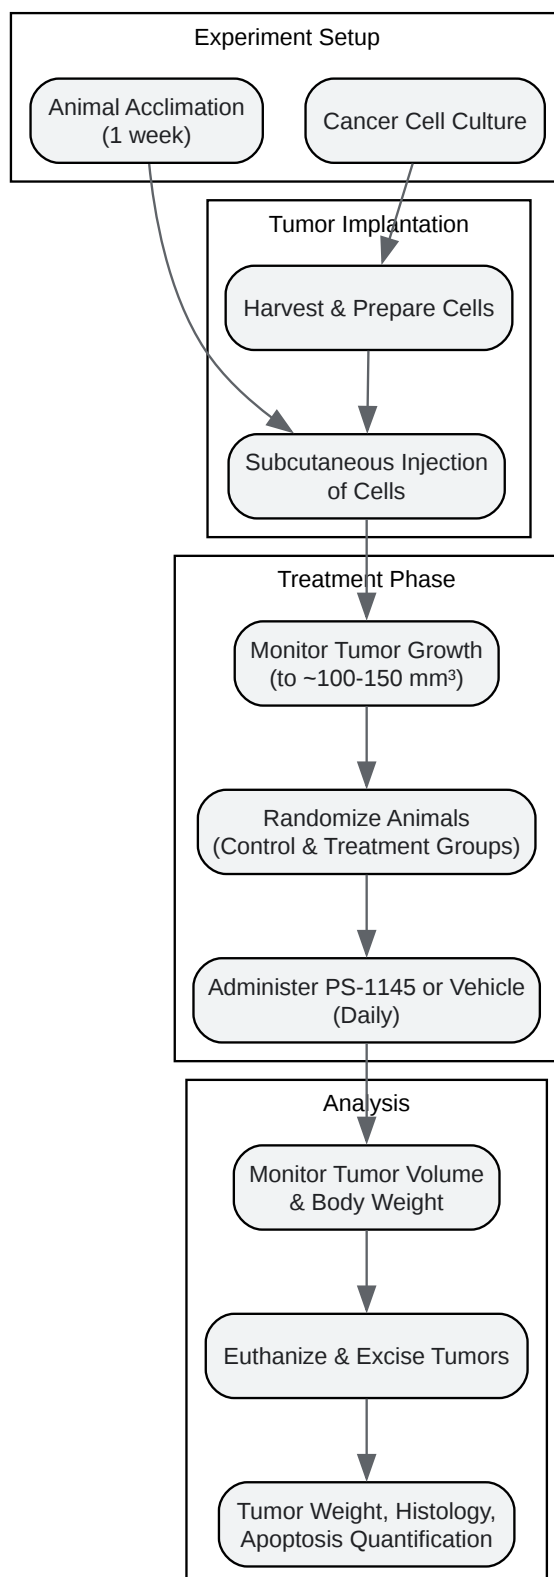 Experiment Setup
Animal Acclimation
(1 week)
Cancer Cell Culture
Tumor Implantation
Harvest & Prepare Cells
Subcutaneous Injection
of Cells
Treatment Phase
Monitor Tumor Growth
(to ~100-150 mm³)
Randomize Animals
(Control & Treatment Groups)
Administer PS-1145 or Vehicle
(Daily)
Analysis
Monitor Tumor Volume
& Body Weight
Euthanize & Excise Tumors
Tumor Weight, Histology,
Apoptosis Quantification